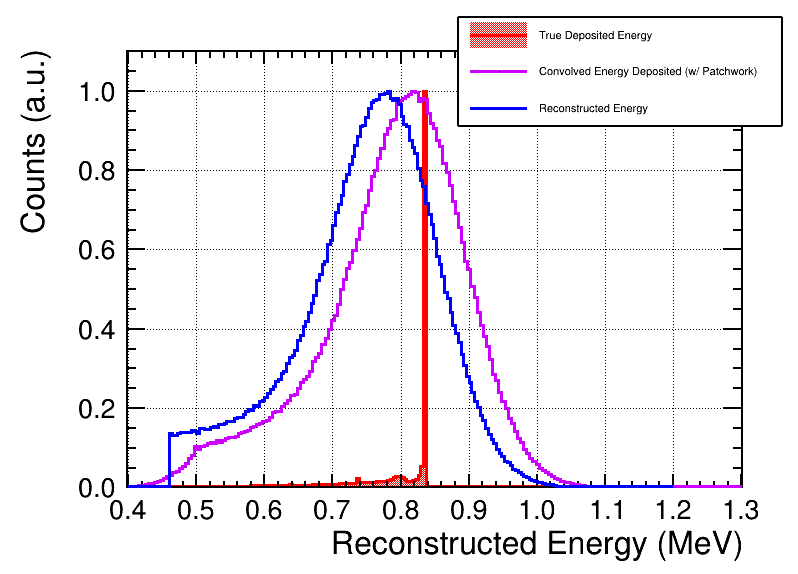 True Deposited Energy
Convolved Energy Deposited (w/ Patchwork)
Reconstructed Energy
Counts (a.u.)
1.0
0.8
0.6
0.4
0.2
0.0
0.4 0.5 0.6 0.7 0.8 0.9 1.0 1.1 1.2 1.3
Reconstructed Energy (MeV)